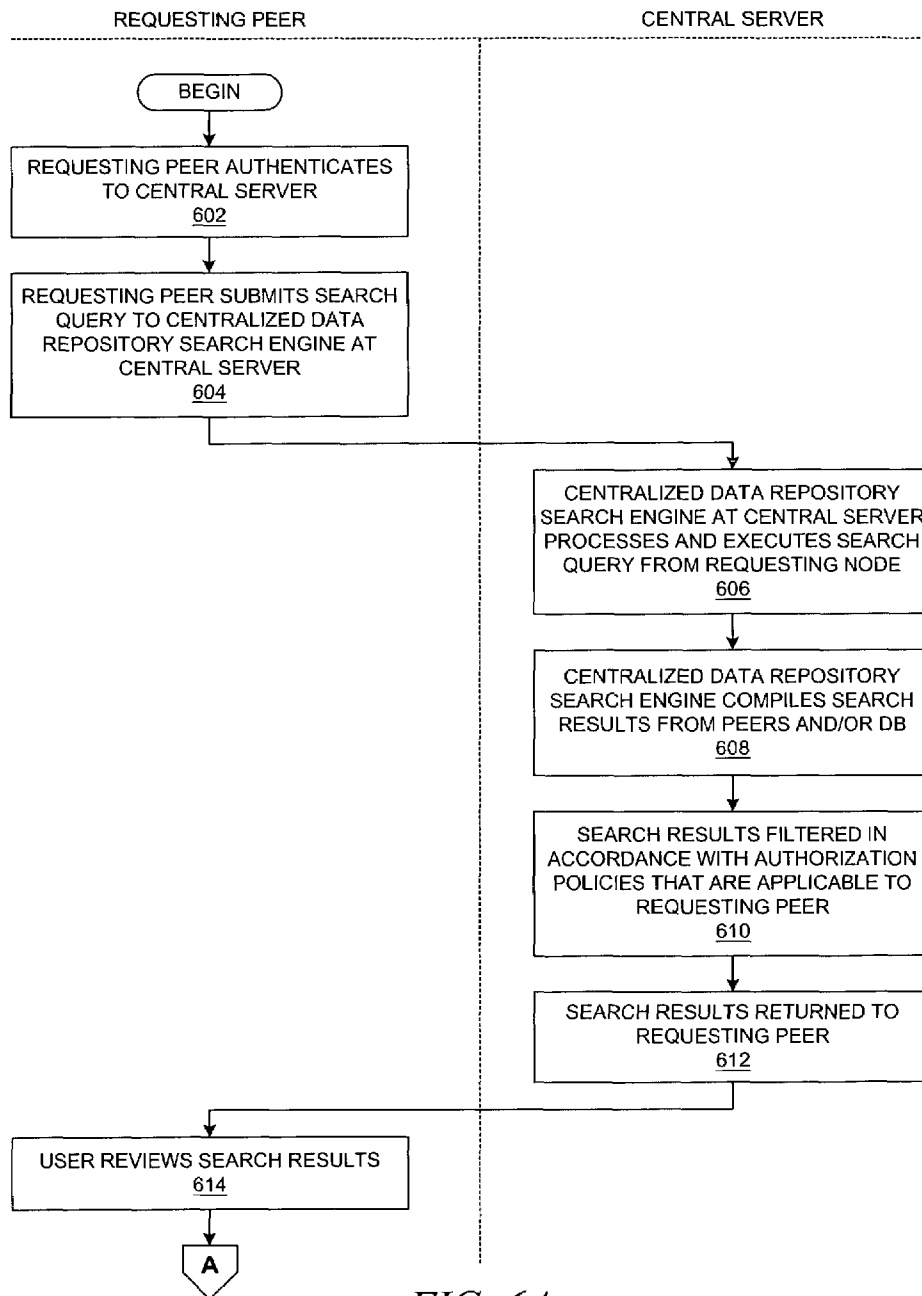 REQUESTING PEER
CENTRAL SERVER
BEGIN
REQUESTING PEER AUTHENTICATES
TO CENTRAL SERVER
602
REQUESTING PEER SUBMITS SEARCH
QUERY TO CENTRALIZED DATA
REPOSITORY SEARCH ENGINE AT
CENTRAL SERVER
604
CENTRALIZED DATA REPOSITORY
SEARCH ENGINE AT CENTRAL SERVER
PROCESSES AND EXECUTES SEARCH
QUERY FROM REQUESTING NODE
606
CENTRALIZED DATA REPOSITORY
SEARCH ENGINE COMPILES SEARCH
RESULTS FROM PEERS AND/OR DB
608
SEARCH RESULTS FILTERED IN
ACCORDANCE WITH AUTHORIZATION
POLICIES THAT ARE APPLICABLE TO
REQUESTING PEER
610
SEARCH RESULTS RETURNED TO
REQUESTING PEER
612
USER REVIEWS SEARCH RESULTS
614
A